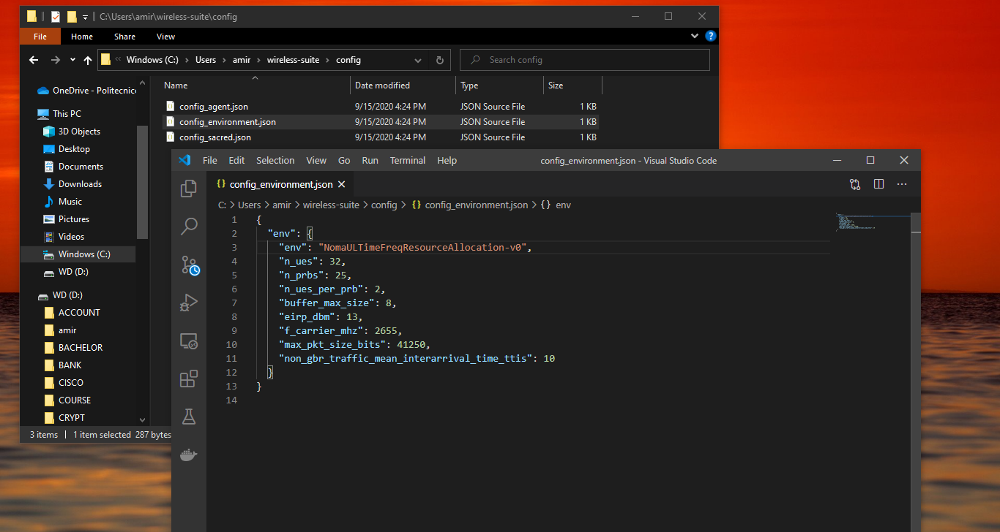 C:\Users\amir\wireless-suite\config
File Home Share View
« Windows (C:) › Users › amir › wireless-suite › config
Search config
OneDrive - Politecnico
This PC
3D Objects
Desktop
Documents
Downloads
Music
Pictures
Videos
Windows (C:)
WD (D:)
WD (D:)
ACCOUNT
amir
BACHELOR
BANK
CISCO
COURSE
CRYPT
Name Date modified Type Size
config_agent.json 9/15/2020 4:24 PM JSON Source File 1 KB
config_environment.json 9/15/2020 4:24 PM JSON Source File 1 KB
config_sacred.json 9/15/2020 4:24 PM JSON Source File 1 KB
3 items 1 item selected 287 bytes
File Edit Selection View Go Run Terminal Help config_environment.json - Visual Studio Code
{} config_environment.json
C: > Users > amir > wireless-suite > config > {} config_environment.json > {} env
1 {
2 "env": {
3 "env": "NomaULTimeFreqResourceAllocation-v0",
4 "n_ues": 32,
5 "n_prbs": 25,
6 "n_ues_per_prb": 2,
7 "buffer_max_size": 8,
8 "eirp_dbm": 13,
9 "f_carrier_mhz": 2655,
10 "max_pkt_size_bits": 41250,
11 "non_gbr_traffic_mean_interarrival_time_ttis": 10
12 }
13 }
14